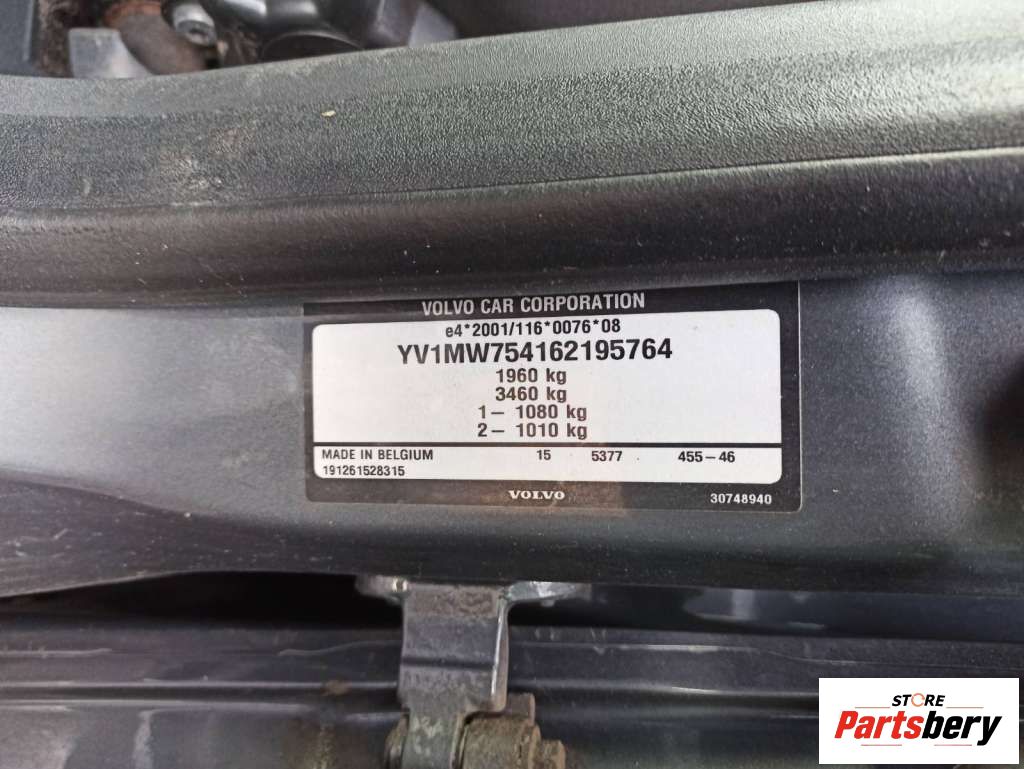 VOLVO CAR CORPORATION
e4*2001/116*0076*08
YV1MW754162195764
1960 kg
3460 kg
1- 1080 kg
2- 1010 kg
MADE IN BELGIUM 15 5377 455-46
191261528315
VOLVO 30748940
STORE
Partsbery